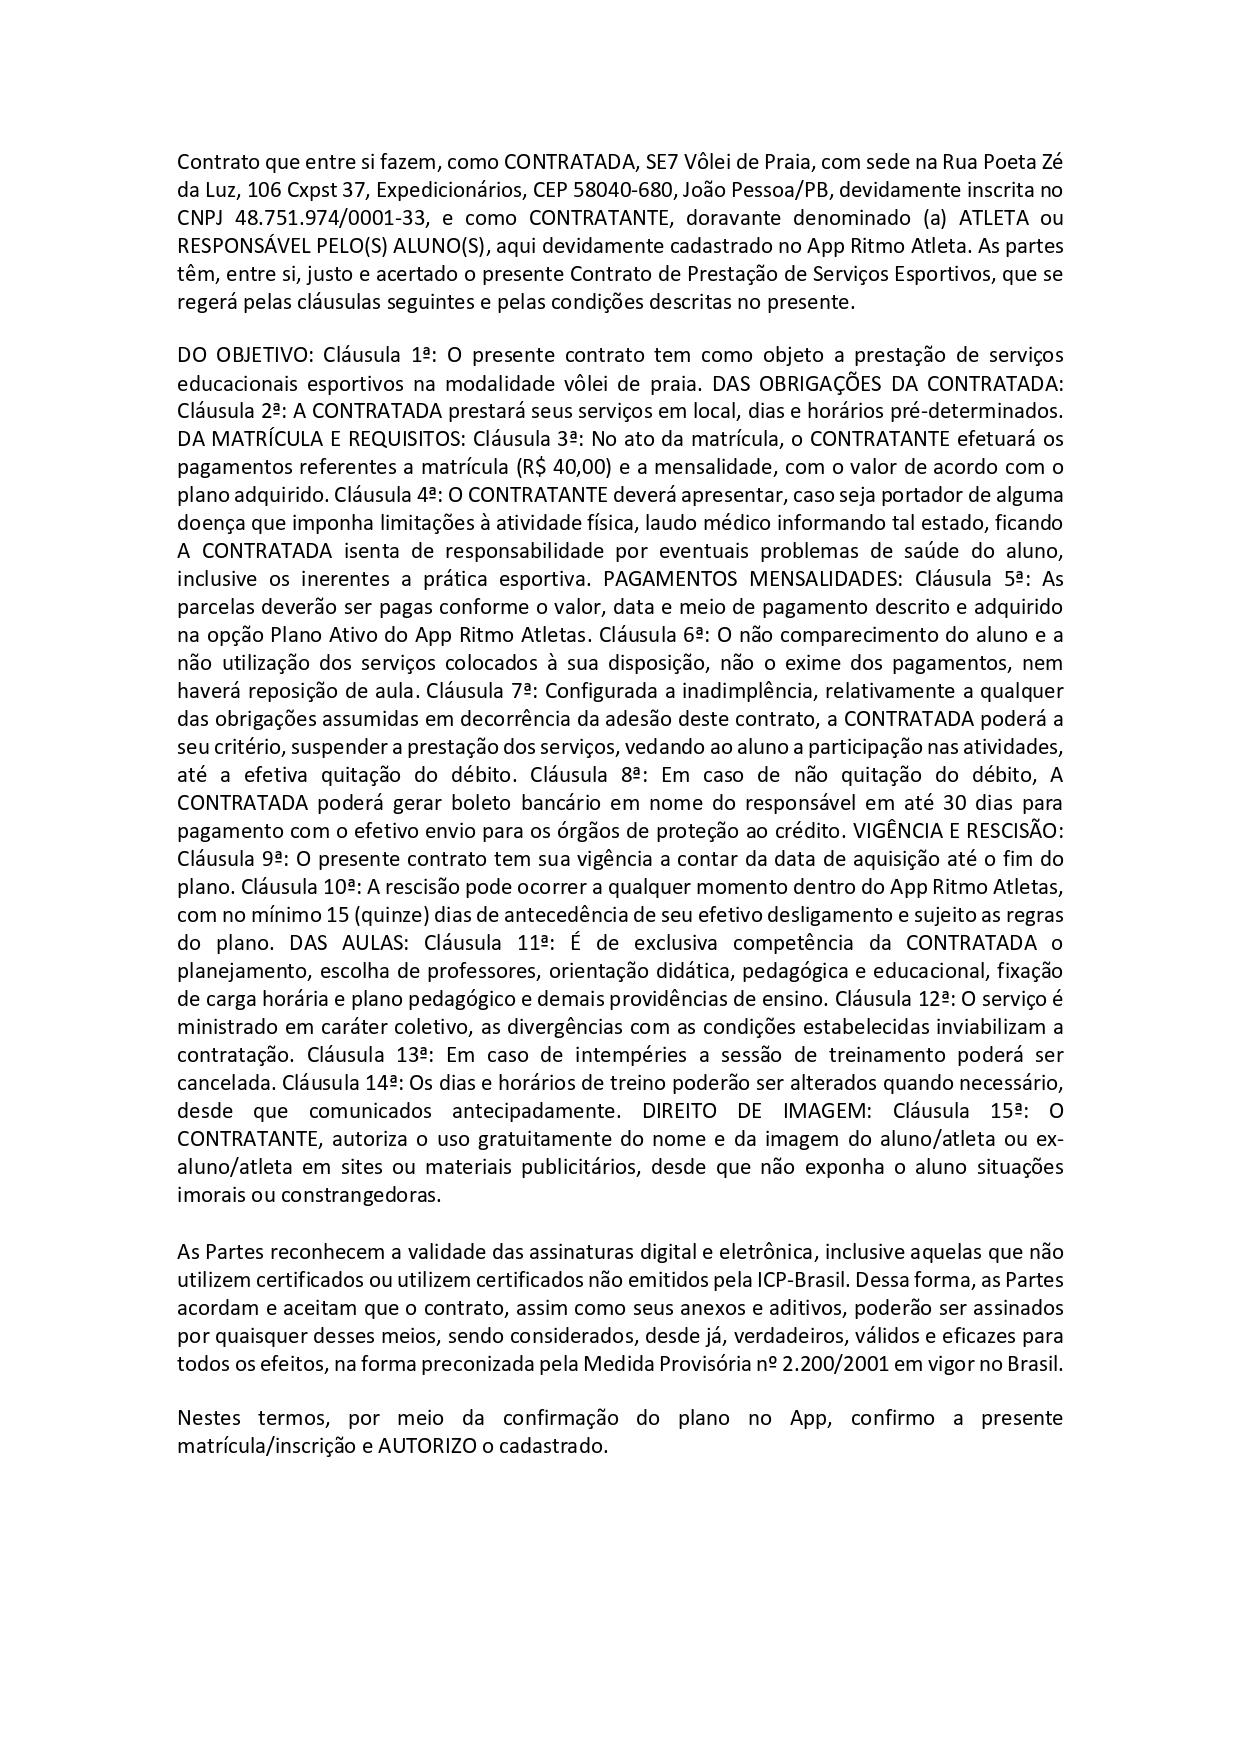 Contrato que entre si fazem, como CONTRATADA, SE7 Vôlei de Praia, com sede na Rua Poeta Zé
da Luz, 106 Cxpst 37, Expedicionários, CEP 58040-680, João Pessoa/PB, devidamente inscrita no
CNPJ 48.751.974/0001-33, e como CONTRATANTE, doravante denominado (a) ATLETA ou
RESPONSÁVEL PELO(S) ALUNO(S), aqui devidamente cadastrado no App Ritmo Atleta. As partes
têm, entre si, justo e acertado o presente Contrato de Prestação de Serviços Esportivos, que se
regerá pelas cláusulas seguintes e pelas condições descritas no presente.
DO OBJETIVO: Cláusula 1ª: O presente contrato tem como objeto a prestação de serviços
educacionais esportivos na modalidade vôlei de praia. DAS OBRIGAÇÕES DA CONTRATADA:
Cláusula 2ª: A CONTRATADA prestará seus serviços em local, dias e horários pré-determinados.
DA MATRÍCULA E REQUISITOS: Cláusula 3ª: No ato da matrícula, o CONTRATANTE efetuará os
pagamentos referentes a matrícula (R$ 40,00) e a mensalidade, com o valor de acordo com o
plano adquirido. Cláusula 4ª: O CONTRATANTE deverá apresentar, caso seja portador de alguma
doença que imponha limitações à atividade física, laudo médico informando tal estado, ficando
A CONTRATADA isenta de responsabilidade por eventuais problemas de saúde do aluno,
inclusive os inerentes a prática esportiva. PAGAMENTOS MENSALIDADES: Cláusula 5ª: As
parcelas deverão ser pagas conforme o valor, data e meio de pagamento descrito e adquirido
na opção Plano Ativo do App Ritmo Atletas. Cláusula 6ª: O não comparecimento do aluno e a
não utilização dos serviços colocados à sua disposição, não o exime dos pagamentos, nem
haverá reposição de aula. Cláusula 7ª: Configurada a inadimplência, relativamente a qualquer
das obrigações assumidas em decorrência da adesão deste contrato, a CONTRATADA poderá a
seu critério, suspender a prestação dos serviços, vedando ao aluno a participação nas atividades,
até a efetiva quitação do débito. Cláusula 8ª: Em caso de não quitação do débito, A
CONTRATADA poderá gerar boleto bancário em nome do responsável em até 30 dias para
pagamento com o efetivo envio para os órgãos de proteção ao crédito. VIGÊNCIA E RESCISÃO:
Cláusula 9ª: O presente contrato tem sua vigência a contar da data de aquisição até o fim do
plano. Cláusula 10ª: A rescisão pode ocorrer a qualquer momento dentro do App Ritmo Atletas,
com no mínimo 15 (quinze) dias de antecedência de seu efetivo desligamento e sujeito as regras
do plano. DAS AULAS: Cláusula 11ª: É de exclusiva competência da CONTRATADA o
planejamento, escolha de professores, orientação didática, pedagógica e educacional, fixação
de carga horária e plano pedagógico e demais providências de ensino. Cláusula 12ª: O serviço é
ministrado em caráter coletivo, as divergências com as condições estabelecidas inviabilizam a
contratação. Cláusula 13ª: Em caso de intempéries a sessão de treinamento poderá ser
cancelada. Cláusula 14ª: Os dias e horários de treino poderão ser alterados quando necessário,
desde que comunicados antecipadamente. DIREITO DE IMAGEM: Cláusula 15ª: O
CONTRATANTE, autoriza o uso gratuitamente do nome e da imagem do aluno/atleta ou ex-
aluno/atleta em sites ou materiais publicitários, desde que não exponha o aluno situações
imorais ou constrangedoras.
As Partes reconhecem a validade das assinaturas digital e eletrônica, inclusive aquelas que não
utilizem certificados ou utilizem certificados não emitidos pela ICP-Brasil. Dessa forma, as Partes
acordam e aceitam que o contrato, assim como seus anexos e aditivos, poderão ser assinados
por quaisquer desses meios, sendo considerados, desde já, verdadeiros, válidos e eficazes para
todos os efeitos, na forma preconizada pela Medida Provisória nº 2.200/2001 em vigor no Brasil.
Nestes termos, por meio da confirmação do plano no App, confirmo a presente
matrícula/inscrição e AUTORIZO o cadastrado.